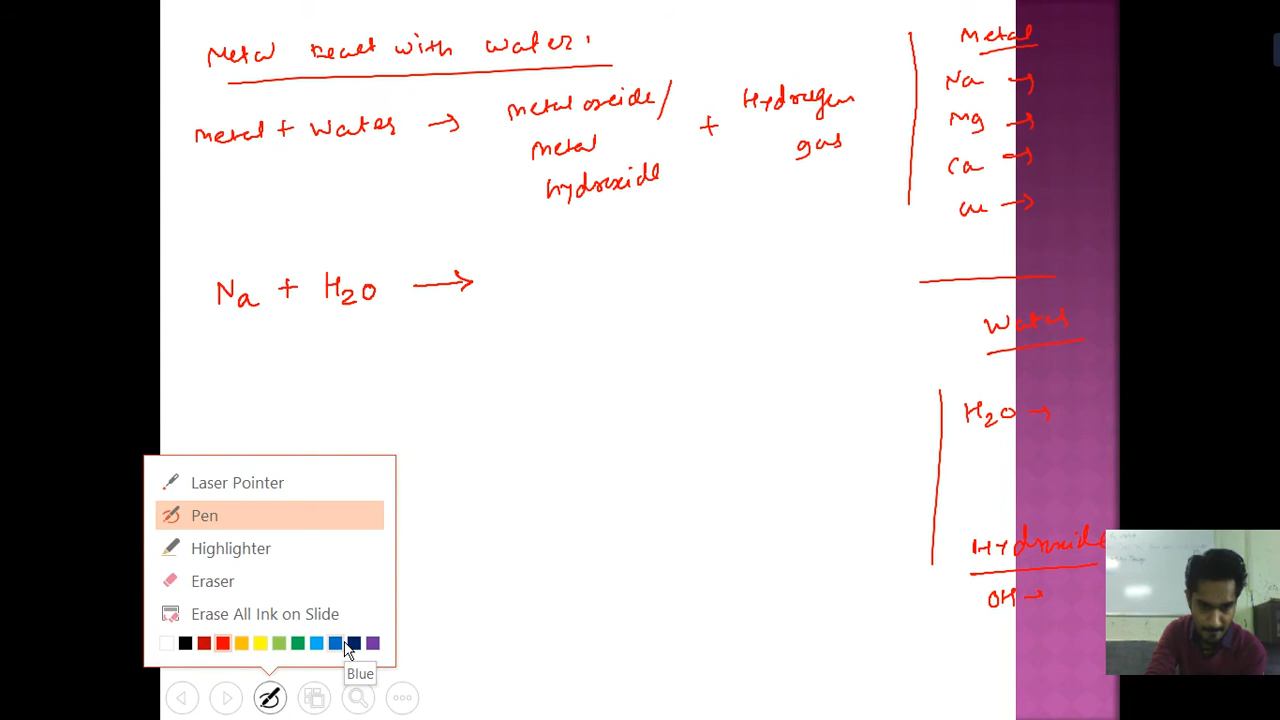 Metal react with water.
Metal + Water → Metal oxide/ + Hydrogen
metal gas
hydroxide
Na + H2O →
Metal
Na →
Mg →
Ca →
Cu →
Water
H2O →
Hydroxide
OH →
Laser Pointer
Pen
Highlighter
Eraser
Erase All Ink on Slide
Blue